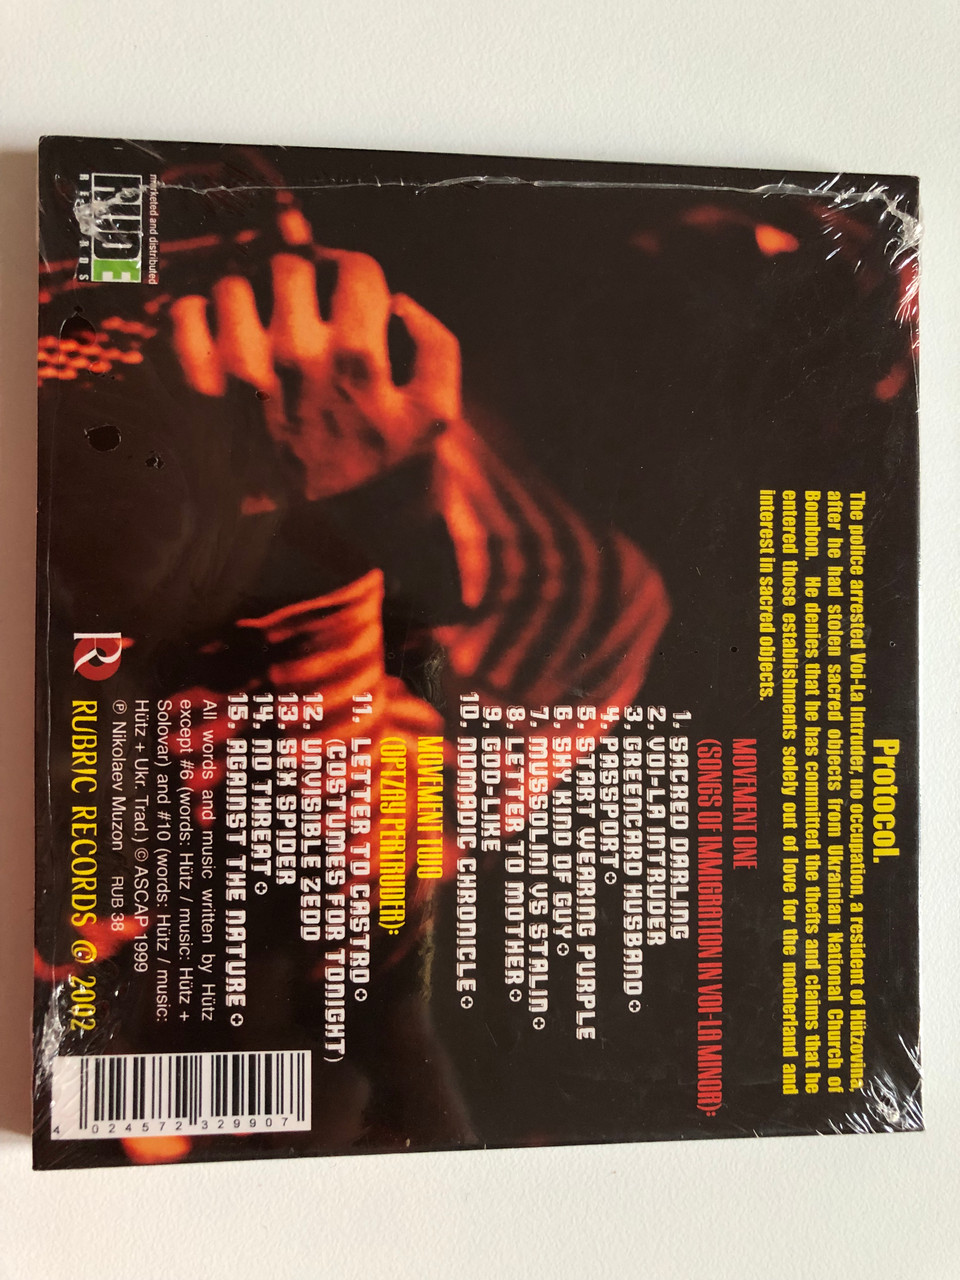 Protocol.
The police arrested Voi-La Intruder, no occupation, a resident of Hützovina,
after he had stolen sacred objects from Ukrainian National Church of
Bombon. He denies that he has committed the thefts and claims that he
entered those establishments solely out of love for the motherland and
interest in sacred objects.
MOVEMENT ONE
(SONGS OF IMMIGRATION IN VOI-LA MINOR):
1. SACRED DARLING
2. VOI-LA INTRUDER
3. GREENCARD HUSBAND
4. PASSPORT
5. START WEARING PURPLE
6. SHY KIND OF GUY
7. MUSSOLINI VS STALIN
8. LETTER TO MOTHER
9. GOD-LIKE
10. NOMADIC CHRONICLE
MOVEMENT TWO
(OPIZDYI PERTRUDER):
11. LETTER TO CASTRO
(COSTUMES FOR TONIGHT)
12. UNVISIBLE ZEDD
13. SEX SPIDER
14. NO THREAT
15. AGAINST THE NATURE
All words and music written by Hütz
except #6 (words: Hütz / music: Hütz +
Solovar) and #10 (words: Hütz / music:
Hütz + Ukr. Trad.) © ASCAP 1999
℗ Nikolaev Muzon RUB 38
R RUBRIC RECORDS © 2002
marketed and distributed
RUDE
RECORDS
4 024572 329907